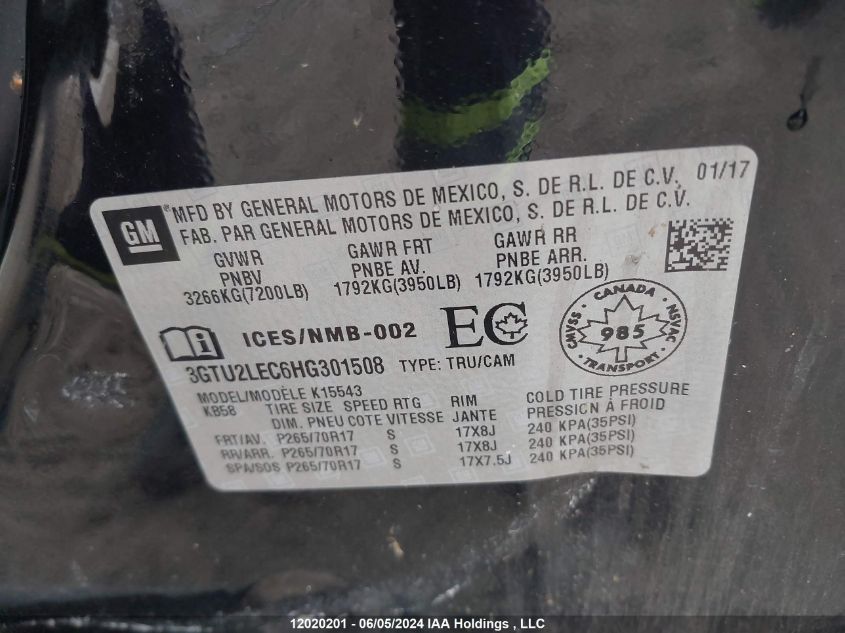 GM
® MFD BY GENERAL MOTORS DE MEXICO, S. DE R.L. DE C.V. 01/17
FAB. PAR GENERAL MOTORS DE MEXICO, S. DE R.L. DE C.V.
GVWR GAWR FRT GAWR RR
PNBV PNBE AV. PNBE ARR.
3266KG(7200LB) 1792KG(3950LB) 1792KG(3950LB)
ICES/NMB-002 EC
CANADA
CMVSS 985 NSVAC
TRANSPORT
3GTU2LEC6HG301508 TYPE: TRU/CAM
MODEL/MODÈLE K15543
KB58 TIRE SIZE SPEED RTG RIM COLD TIRE PRESSURE
DIM. PNEU COTE VITESSE JANTE PRESSION À FROID
FRT/AV. P265/70R17 S 17X8J 240 KPA(35PSI)
RR/ARR. P265/70R17 S 17X8J 240 KPA(35PSI)
SPA/SOS P265/70R17 S 17X7.5J 240 KPA(35PSI)
12020201 - 06/05/2024 IAA Holdings , LLC